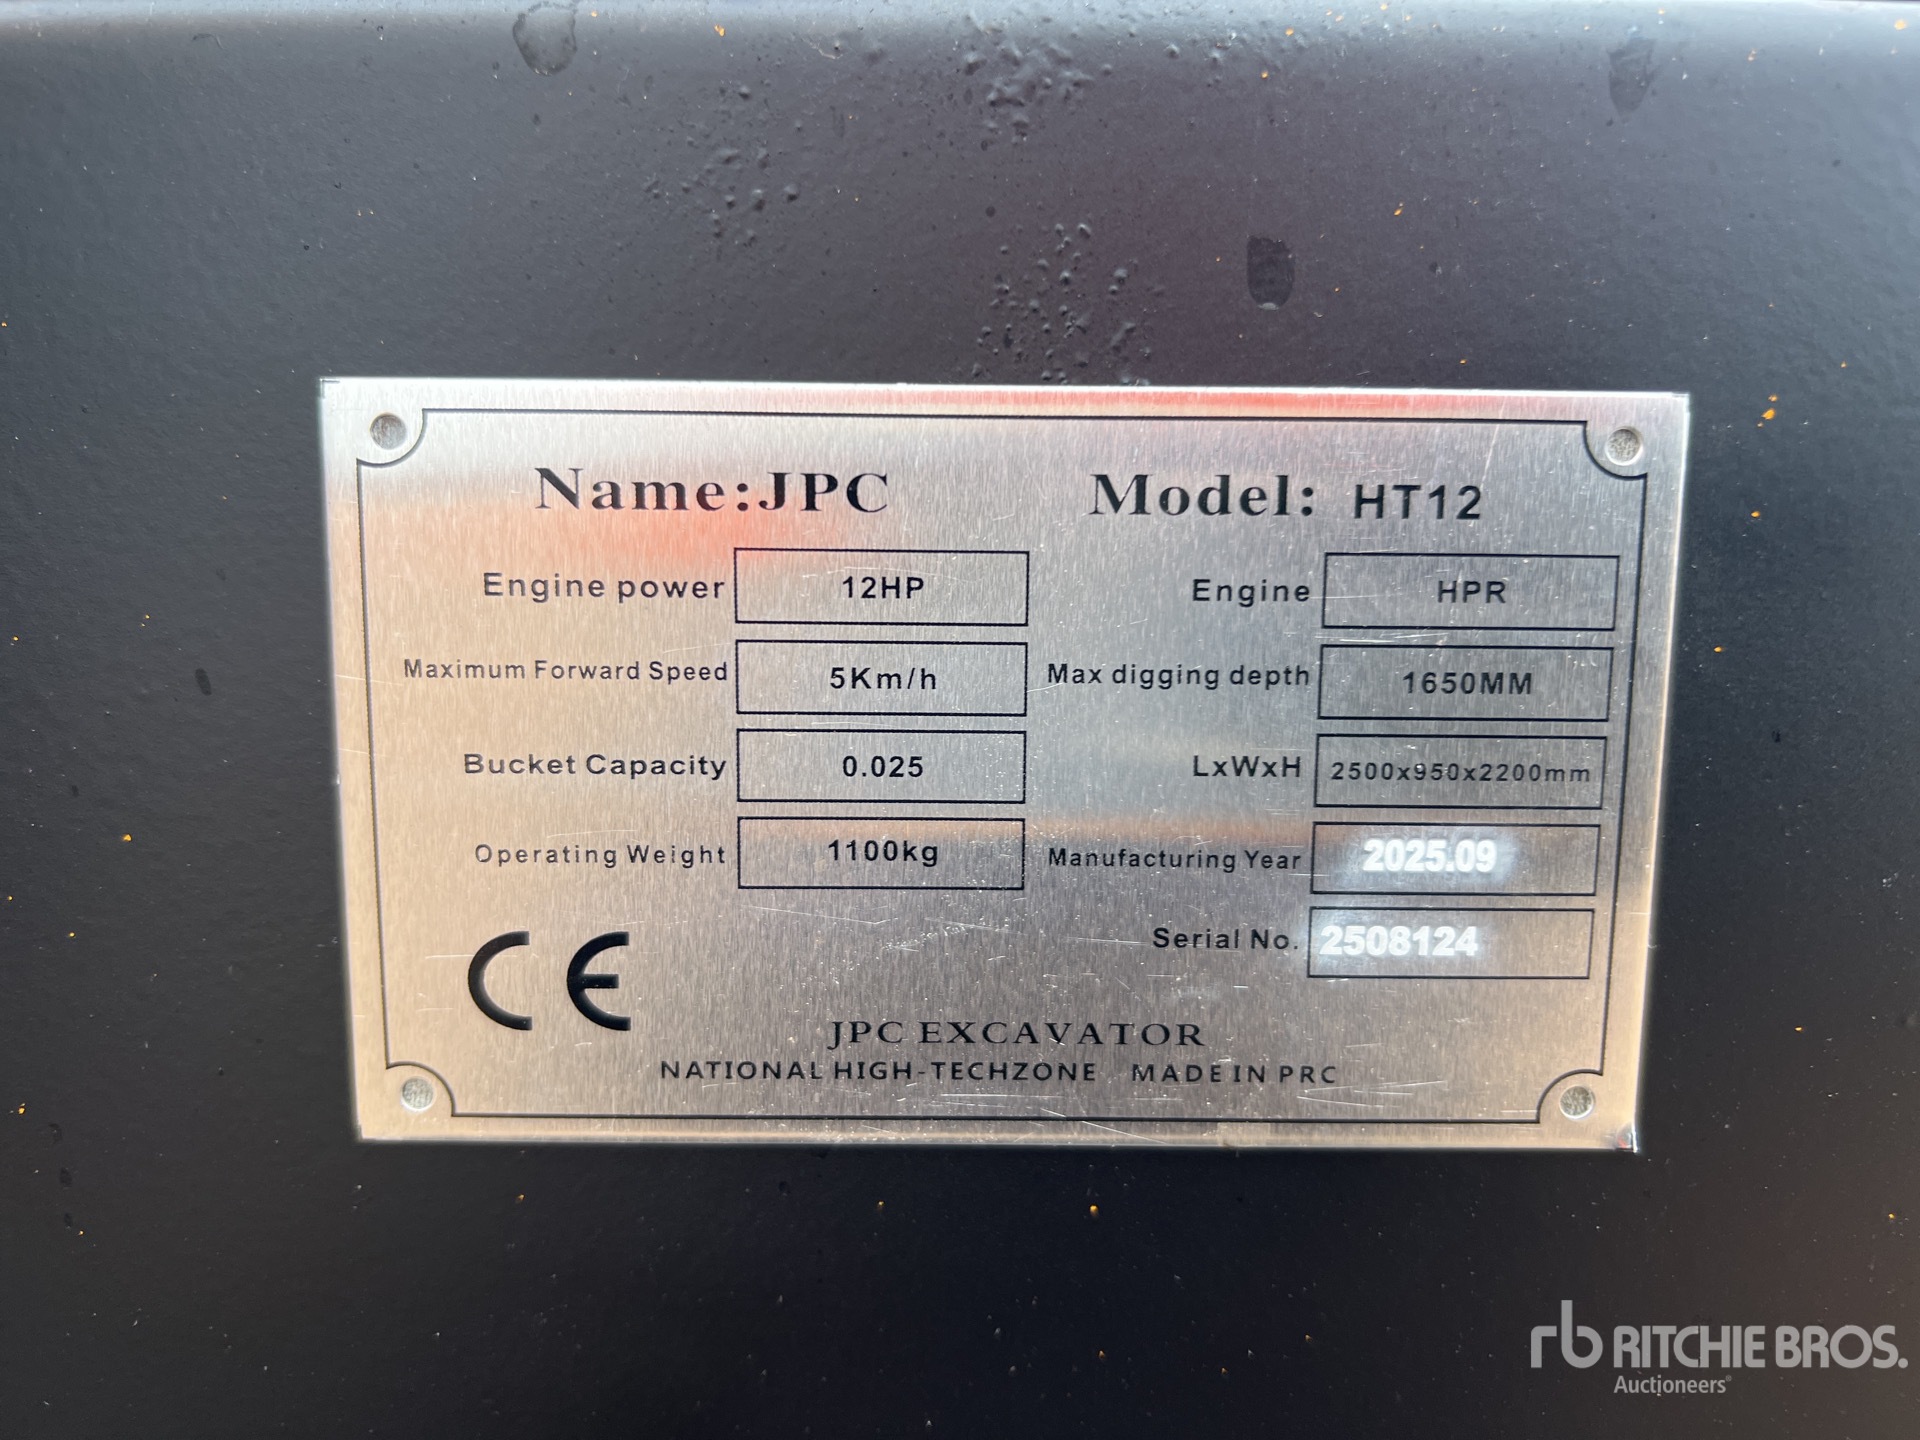 Name:JPC Model: HT12
Engine power 12HP Engine HPR
Maximum Forward Speed 5Km/h Max digging depth 1650MM
Bucket Capacity 0.025 LxWxH 2500x950x2200mm
Operating Weight 1100kg Manufacturing Year 2025.09
Serial No. 2508124
CE
JPC EXCAVATOR
NATIONAL HIGH-TECHZONE MADE IN PRC
rb RITCHIE BROS.
Auctioneers®